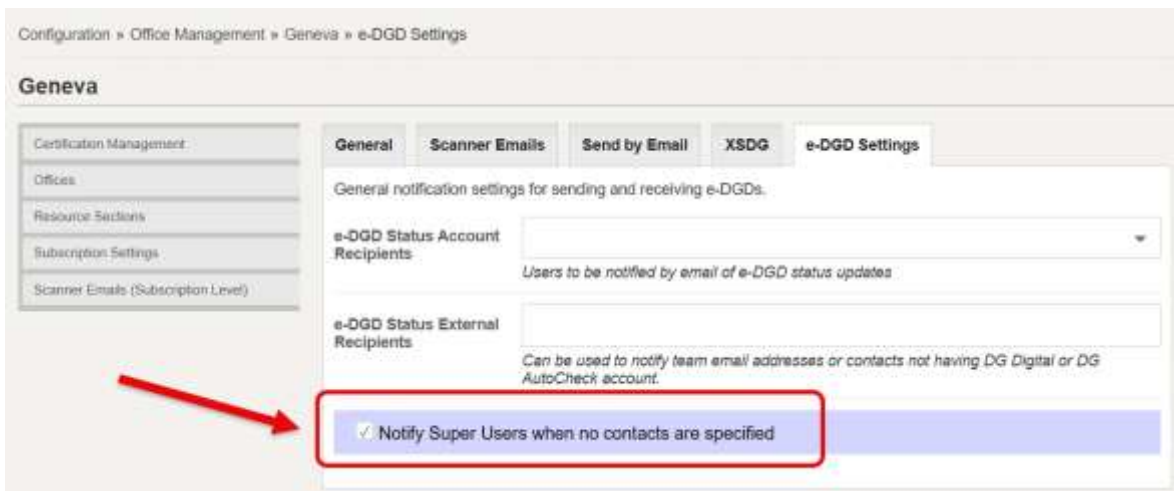 Configuration » Office Management » Geneva » e-DGD Settings
Geneva
Certification Management
Offices
Resource Sections
Subscription Settings
Scanner Emails (Subscription Level)
General Scanner Emails Send by Email XSDG e-DGD Settings
General notification settings for sending and receiving e-DGDs.
e-DGD Status Account
Recipients
Users to be notified by email of e-DGD status updates
e-DGD Status External
Recipients
Can be used to notify team email addresses or contacts not having DG Digital or DG
AutoCheck account.
Notify Super Users when no contacts are specified